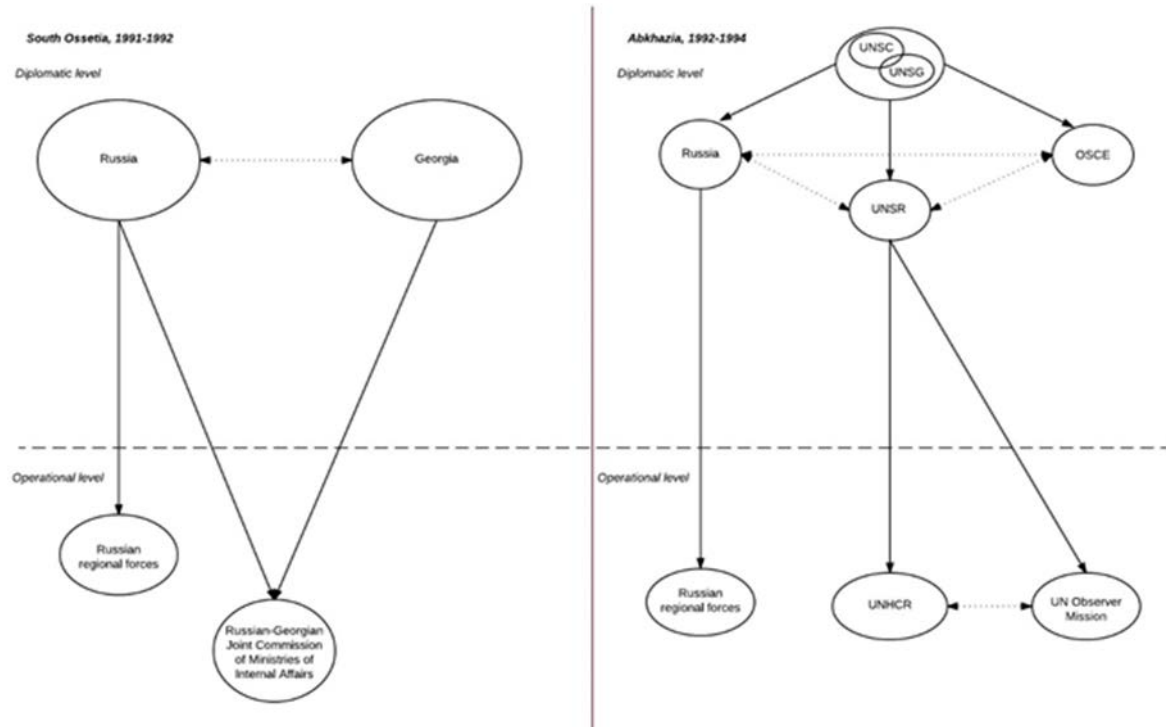 South Ossetia, 1991-1992
Diplomatic level
Russia
Georgia
Operational level
Russian
regional forces
Russian-Georgian
Joint Commission
of Ministries of
Internal Affairs
Abkhazia, 1992-1994
Diplomatic level
UNSC
UNSG
Russia
OSCE
UNSR
Operational level
Russian
regional forces
UNHCR
UN Observer
Mission